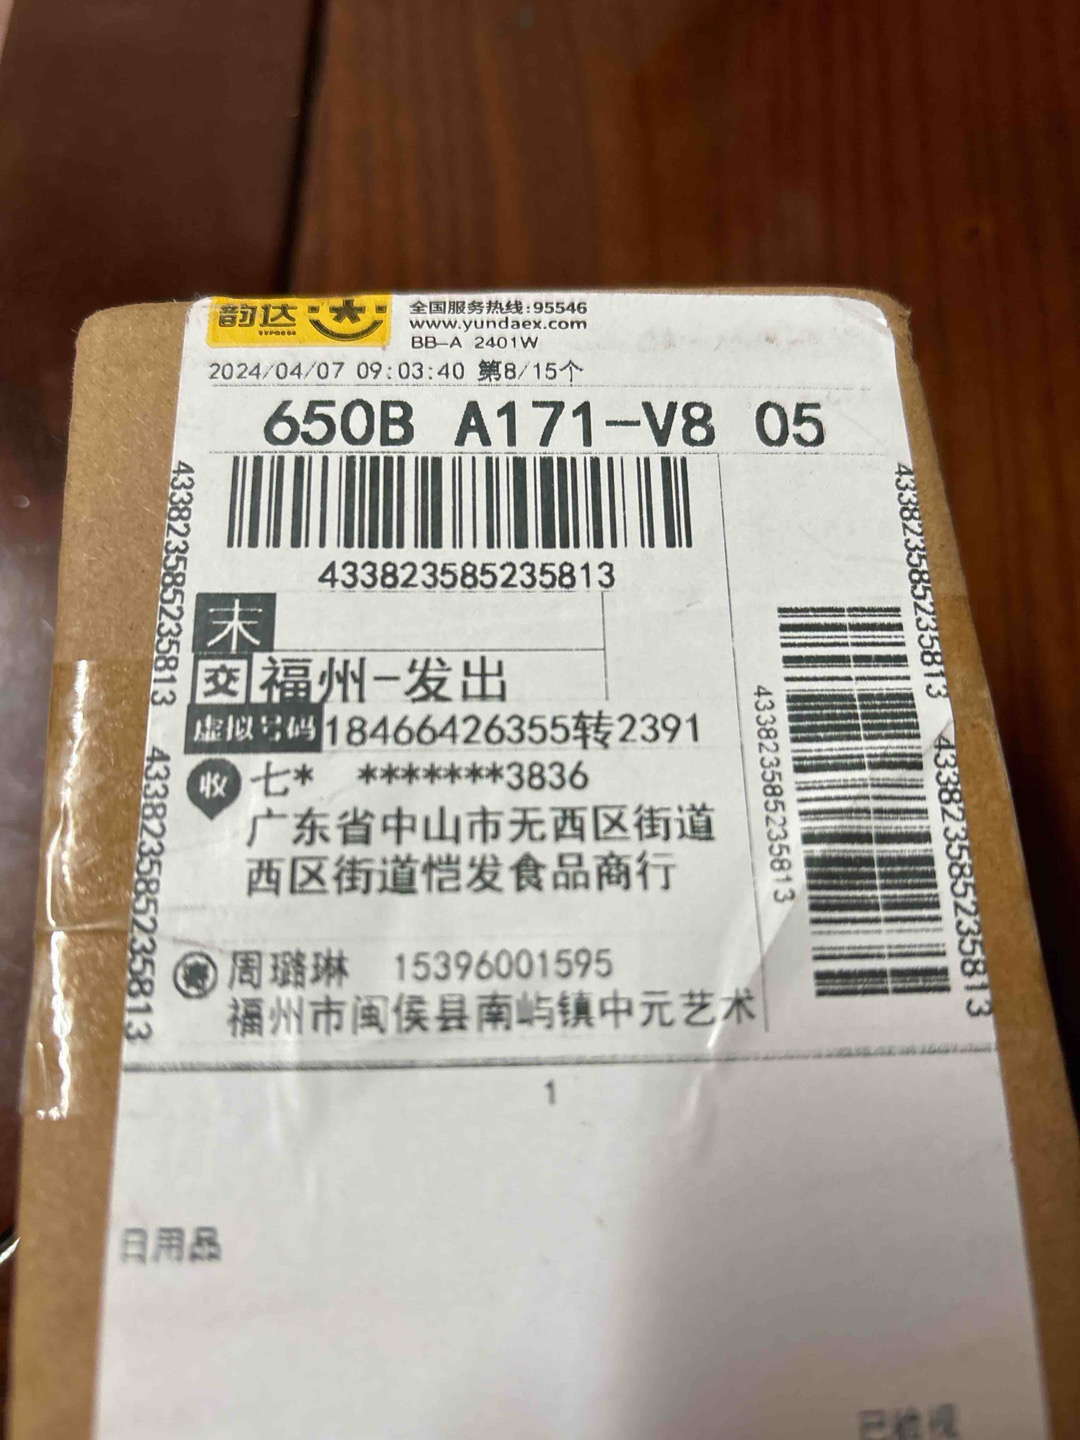 韵达
全国服务热线:95546
www.yundaex.com
BB-A 2401W
2024/04/07 09:03:40 第8/15个
650B A171-V8 05
433823585235813
末
交 福州-发出
虚拟号码 18466426355转2391
收 七* *******3836
广东省中山市无西区街道
西区街道恺发食品商行
寄 周璐琳 15396001595
福州市闽侯县南屿镇中元艺术
433823585235813
433823585235813
433823585235813
433823585235813
433823585235813
1
日用品
已验视